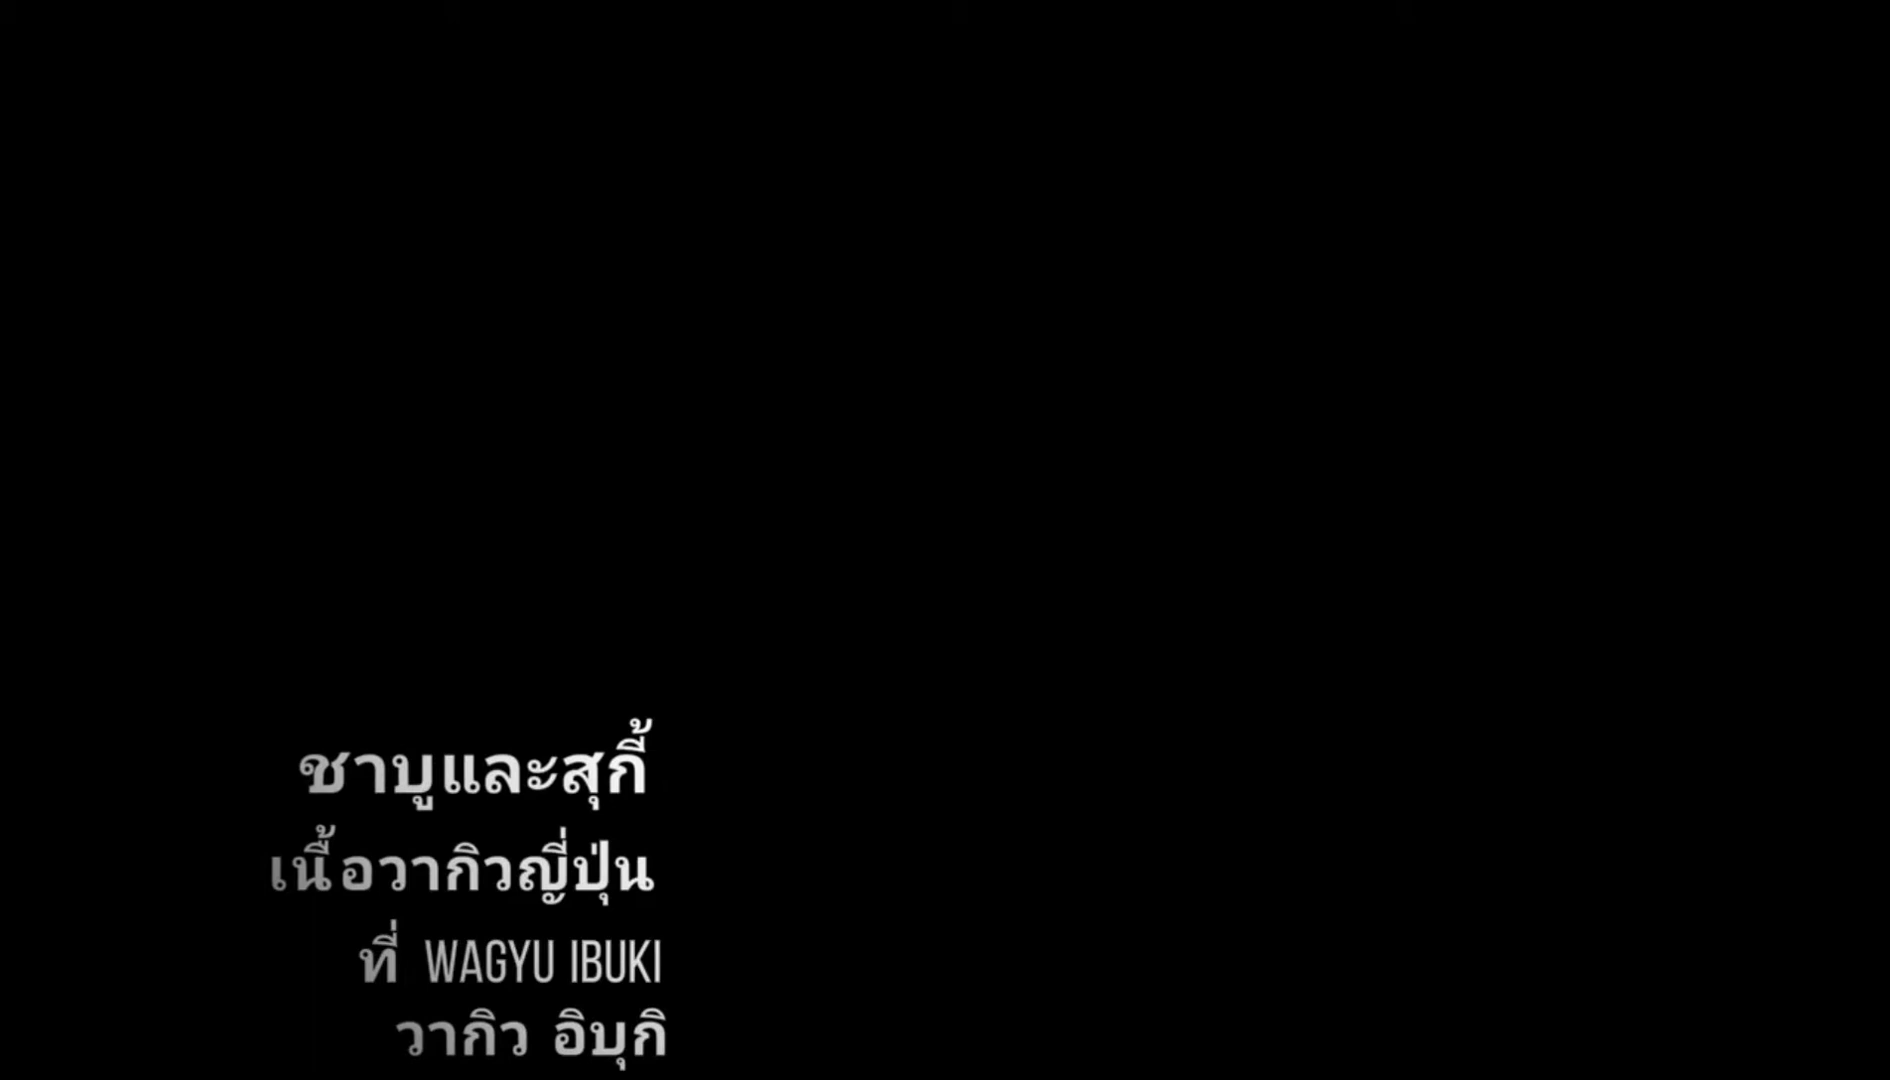 ชาบูและสุกี้
เนื้อวากิวญี่ปุ่น
ที่ WAGYU IBUKI
วากิว อิบุกิ